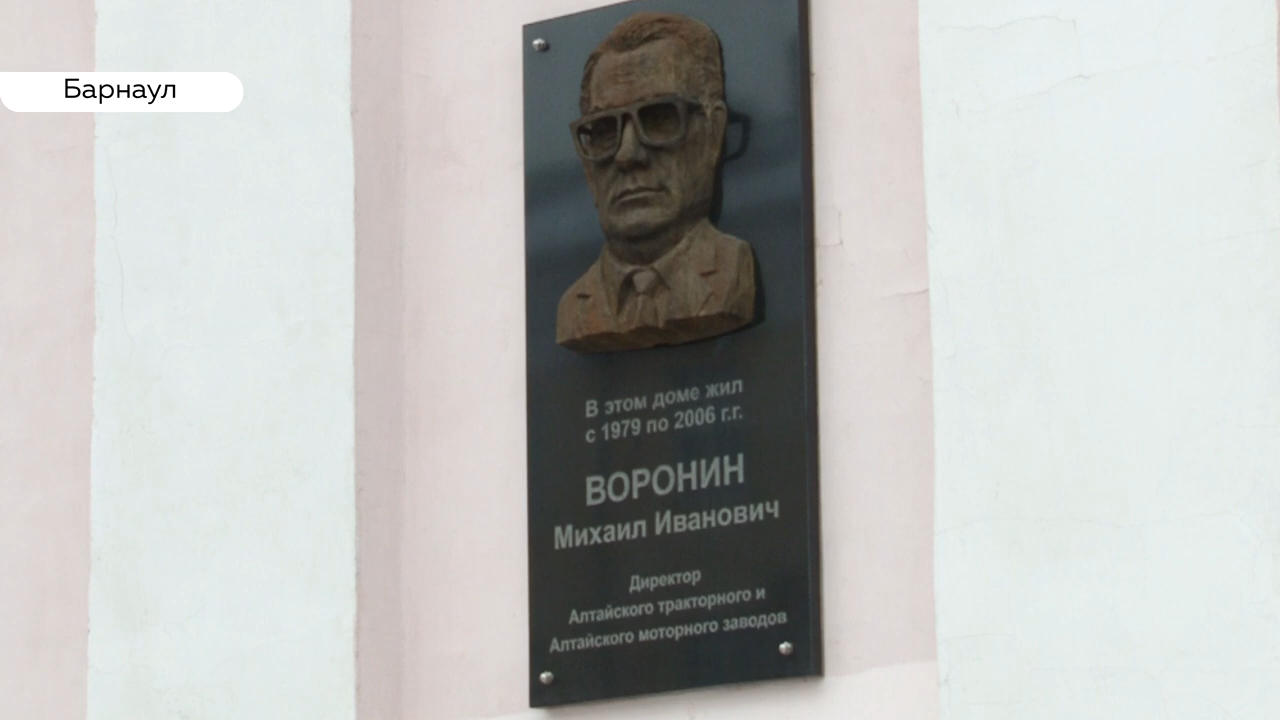 Барнаул
В этом доме жил
с 1979 по 2006 г.г.
ВОРОНИН
Михаил Иванович
Директор
Алтайского тракторного и
Алтайского моторного заводов